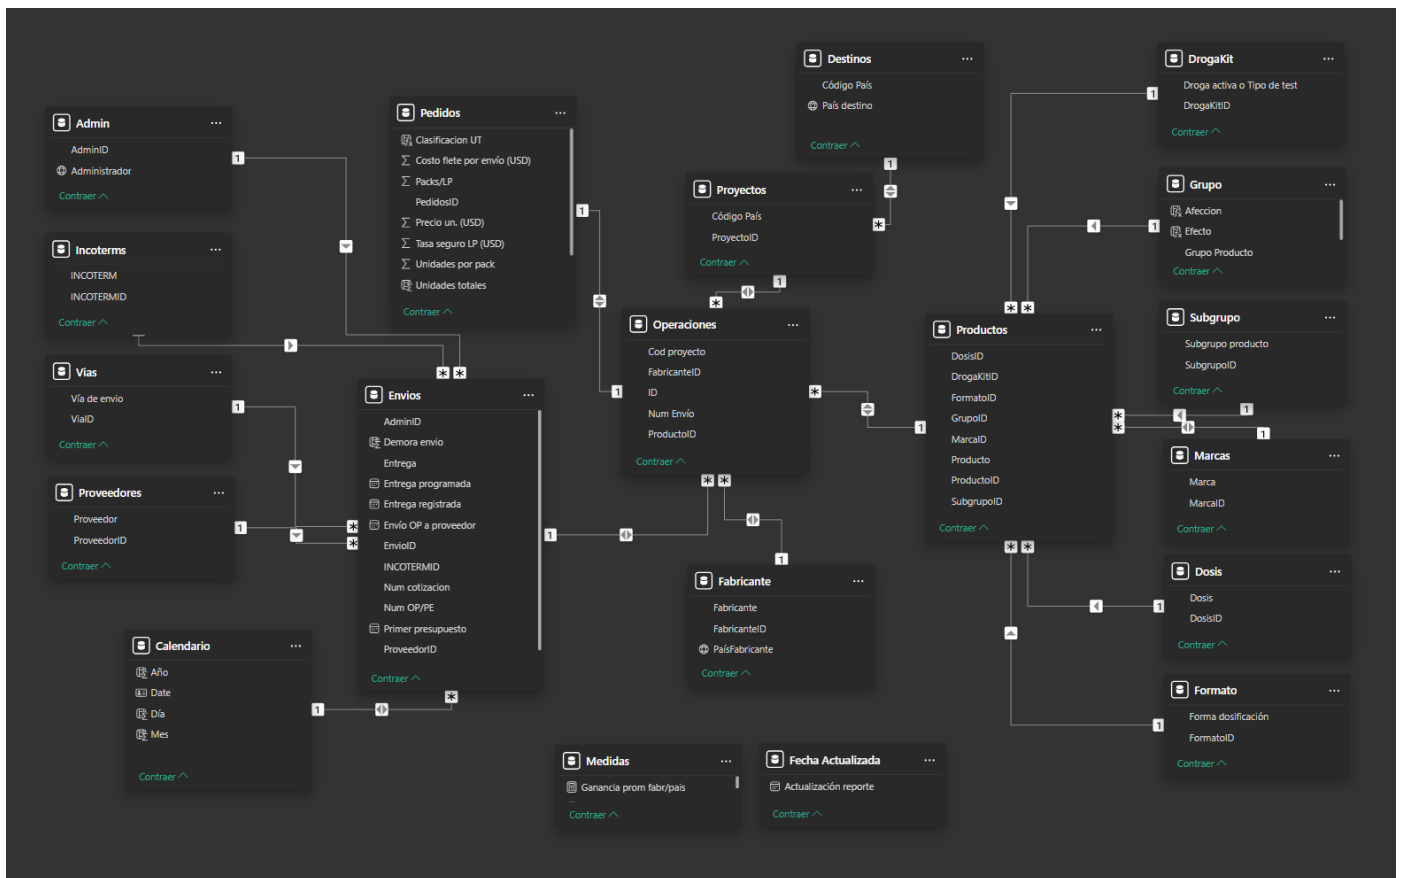 Admin
AdminID
Administrador
Contraer
Incoterms
INCOTERM
INCOTERMID
Contraer
Vias
Vía de envio
ViaID
Contraer
Proveedores
Proveedor
ProveedorID
Contraer
Calendario
Año
Date
Día
Mes
Contraer
Pedidos
Clasificacion UT
Costo flete por envío (USD)
Packs/LP
PedidosID
Precio un. (USD)
Tasa seguro LP (USD)
Unidades por pack
Unidades totales
Contraer
Envios
AdminID
Demora envio
Entrega
Entrega programada
Entrega registrada
Envío OP a proveedor
EnvioID
INCOTERMID
Num cotizacion
Num OP/PE
Primer presupuesto
ProveedorID
Contraer
Destinos
Código País
País destino
Contraer
Proyectos
Código País
ProyectoID
Contraer
Operaciones
Cod proyecto
FabricanteID
ID
Num Envío
ProductoID
Contraer
Fabricante
Fabricante
FabricanteID
PaísFabricante
Contraer
Medidas
Ganancia prom fabr/pais
Contraer
Fecha Actualizada
Actualización reporte
Contraer
Productos
DosisID
DrogaKitID
FormatoID
GrupoID
MarcaID
Producto
ProductoID
SubgrupoID
Contraer
DrogaKit
Droga activa o Tipo de test
DrogaKitID
Contraer
Grupo
Afeccion
Efecto
Grupo Producto
Contraer
Subgrupo
Subgrupo producto
SubgrupoID
Contraer
Marcas
Marca
MarcaID
Contraer
Dosis
Dosis
DosisID
Contraer
Formato
Forma dosificación
FormatoID
Contraer